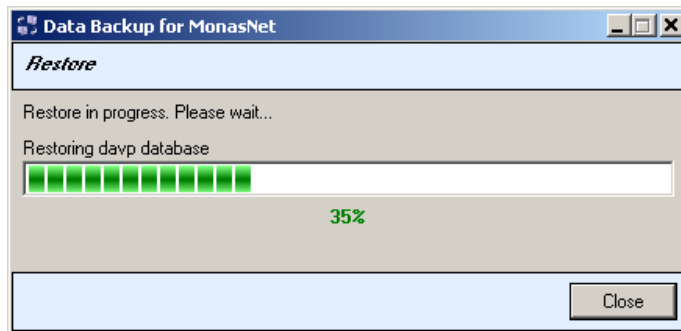 Data Backup for MonasNet
Restore
Restore in progress. Please wait...
Restoring davp database
35%
Close